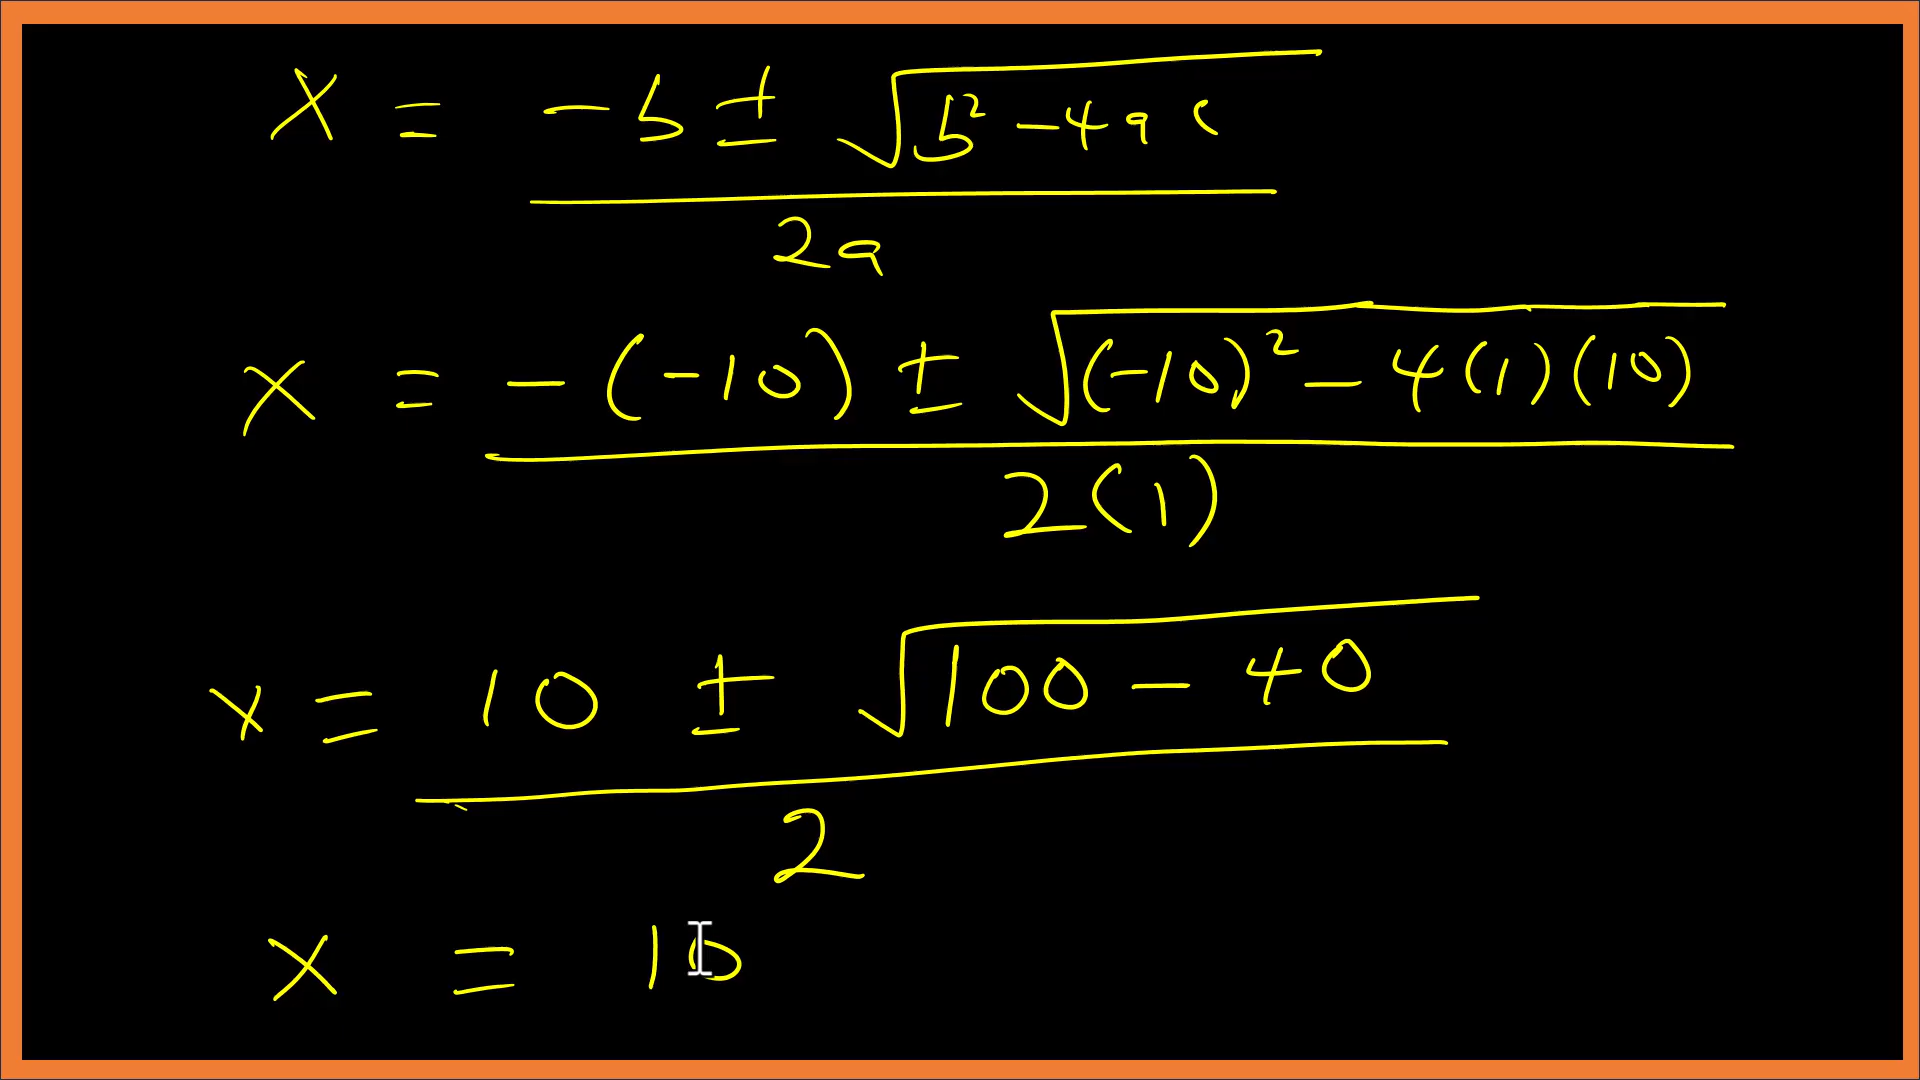 x = -b ± √(b² - 4ac)
2a
x = -(-10) ± √((-10)² - 4(1)(10))
2(1)
x = 10 ± √(100 - 40)
2
x = 10